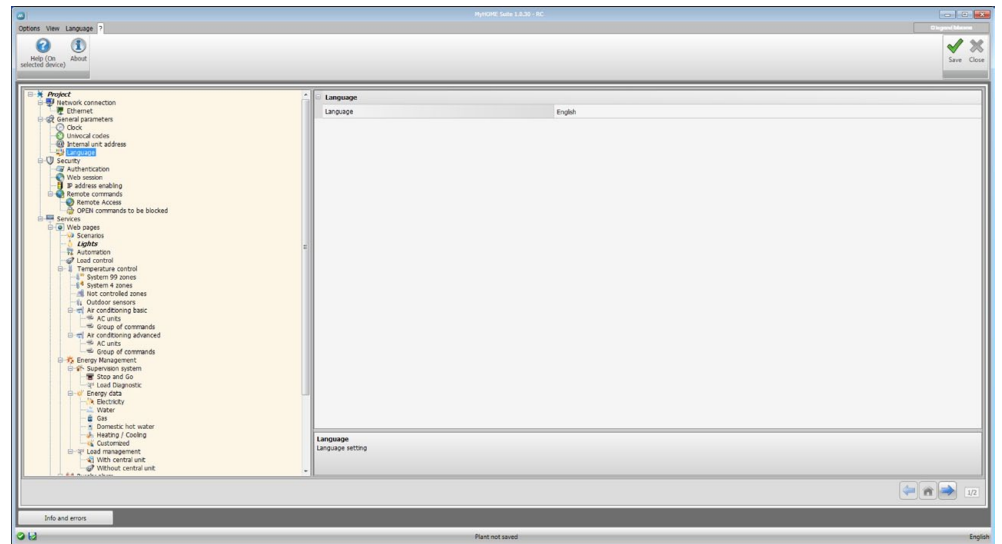 MyHOME Suite 1.0.30 - RC
Options View Language ?
Help (On selected device)
About
Save Close
Project
Network connection
Ethernet
General parameters
Clock
Univocal codes
Internal unit address
Language
Security
Authentication
Web session
IP address enabling
Remote commands
Remote Access
OPEN commands to be blocked
Services
Web pages
Scenarios
Lights
Automation
Load control
Temperature control
System 99 zones
System 4 zones
Not controlled zones
Outdoor sensors
Air conditioning basic
AC units
Group of commands
Air conditioning advanced
AC units
Group of commands
Energy Management
Supervision system
Stop and Go
Load Diagnostic
Energy data
Electricity
Water
Gas
Domestic hot water
Heating / Cooling
Customized
Load management
With central unit
Without central unit
Language
Language English
Language
Language setting
1/2
Info and errors
Plant not saved
English